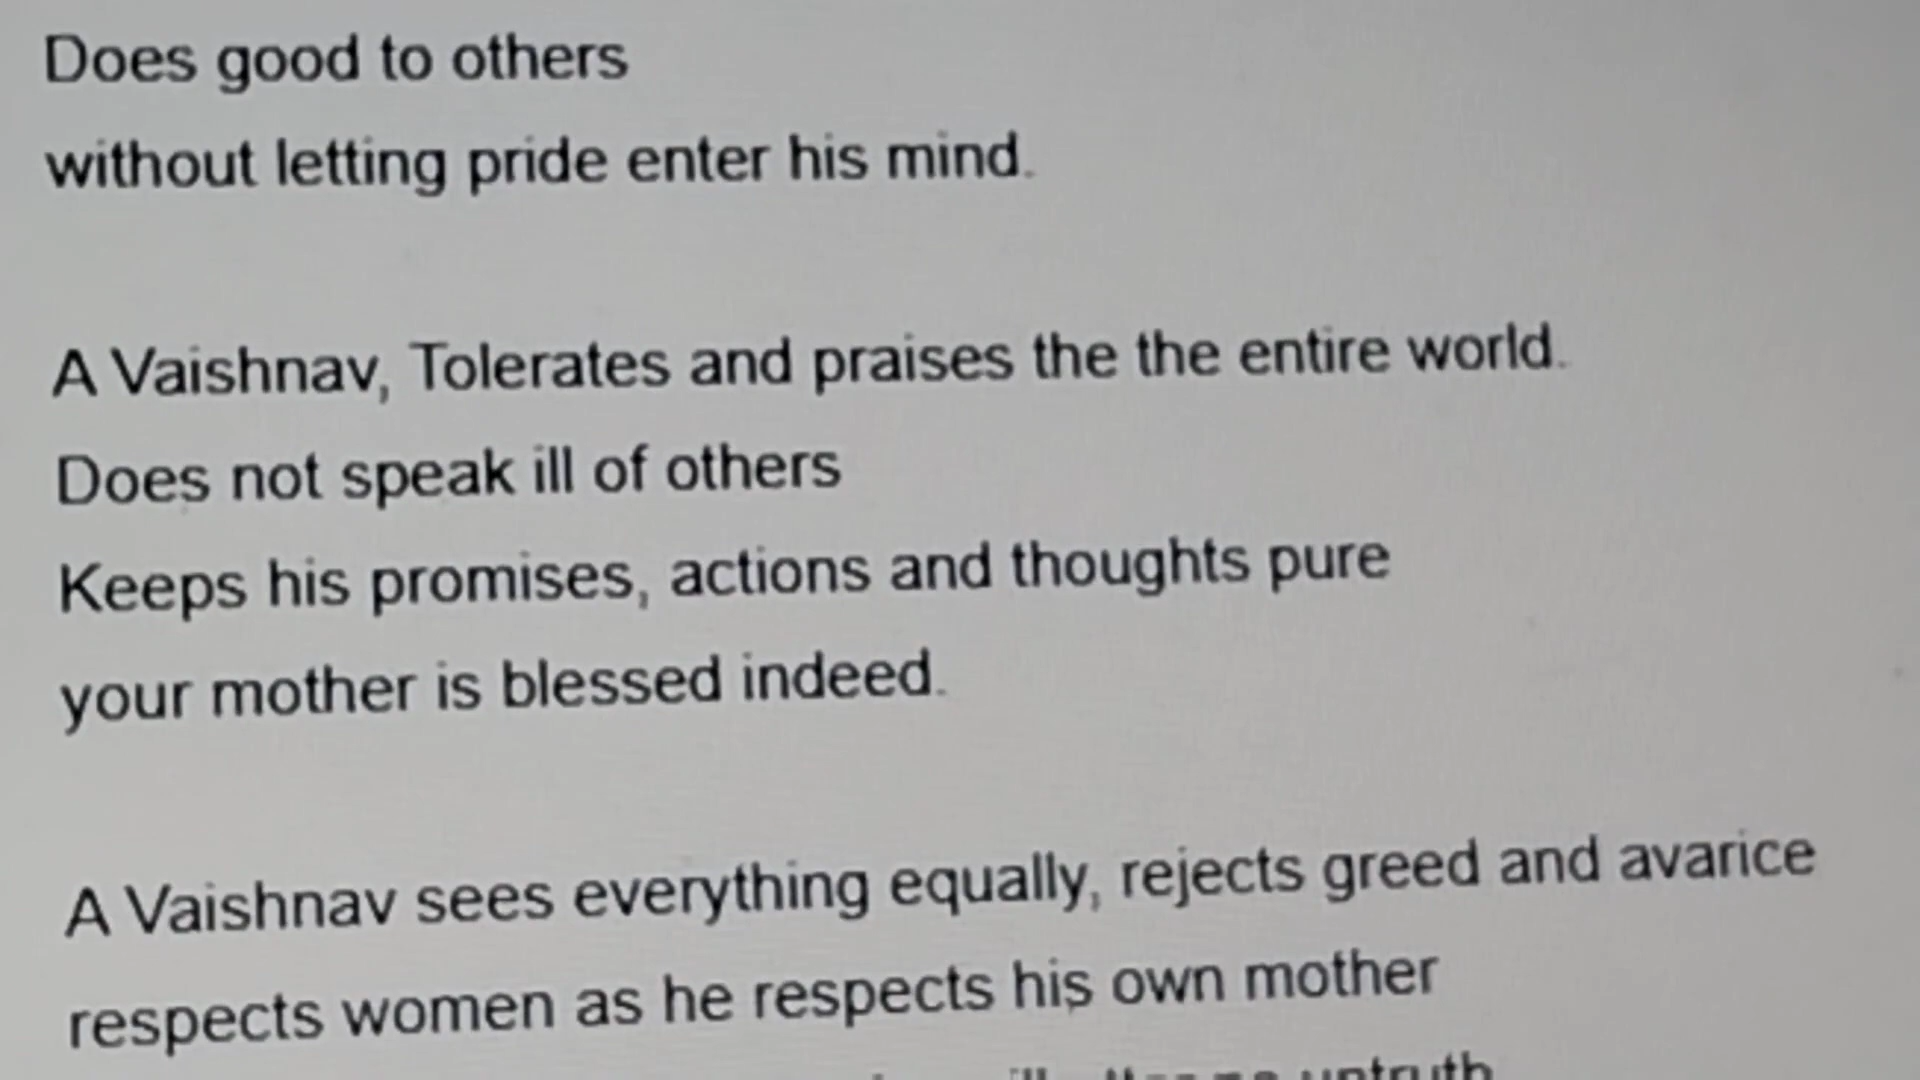 Does good to others
without letting pride enter his mind.
A Vaishnav, Tolerates and praises the the entire world.
Does not speak ill of others
Keeps his promises, actions and thoughts pure
your mother is blessed indeed.
A Vaishnav sees everything equally, rejects greed and avarice
respects women as he respects his own mother
untruth